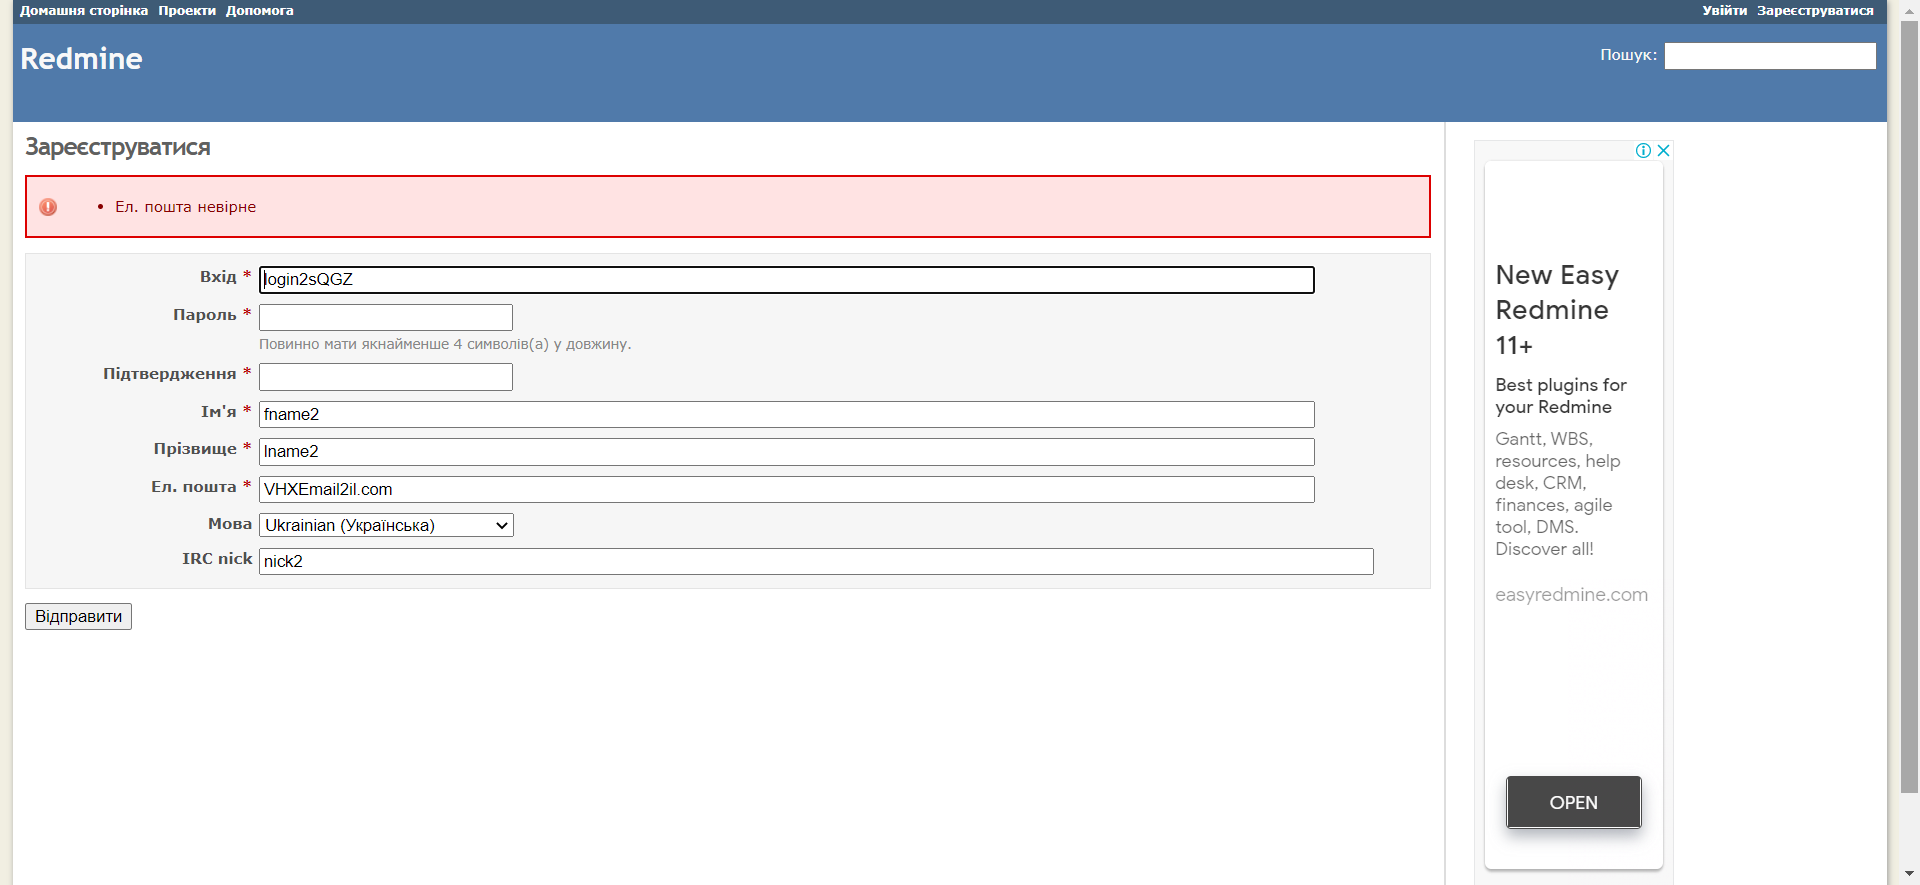 Домашня сторінка Проекти Допомога
Увійти Зареєструватися
Redmine
Пошук:
Зареєструватися
Ел. пошта невірне
Вхід * login2sQGZ
Пароль *
Повинно мати якнайменше 4 символів(а) у довжину.
Підтвердження *
Ім'я * fname2
Прізвище * lname2
Ел. пошта * VHXEmail2il.com
Мова Ukrainian (Українська)
IRC nick nick2
Відправити
New Easy
Redmine
11+
Best plugins for
your Redmine
Gantt, WBS,
resources, help
desk, CRM,
finances, agile
tool, DMS.
Discover all!
easyredmine.com
OPEN